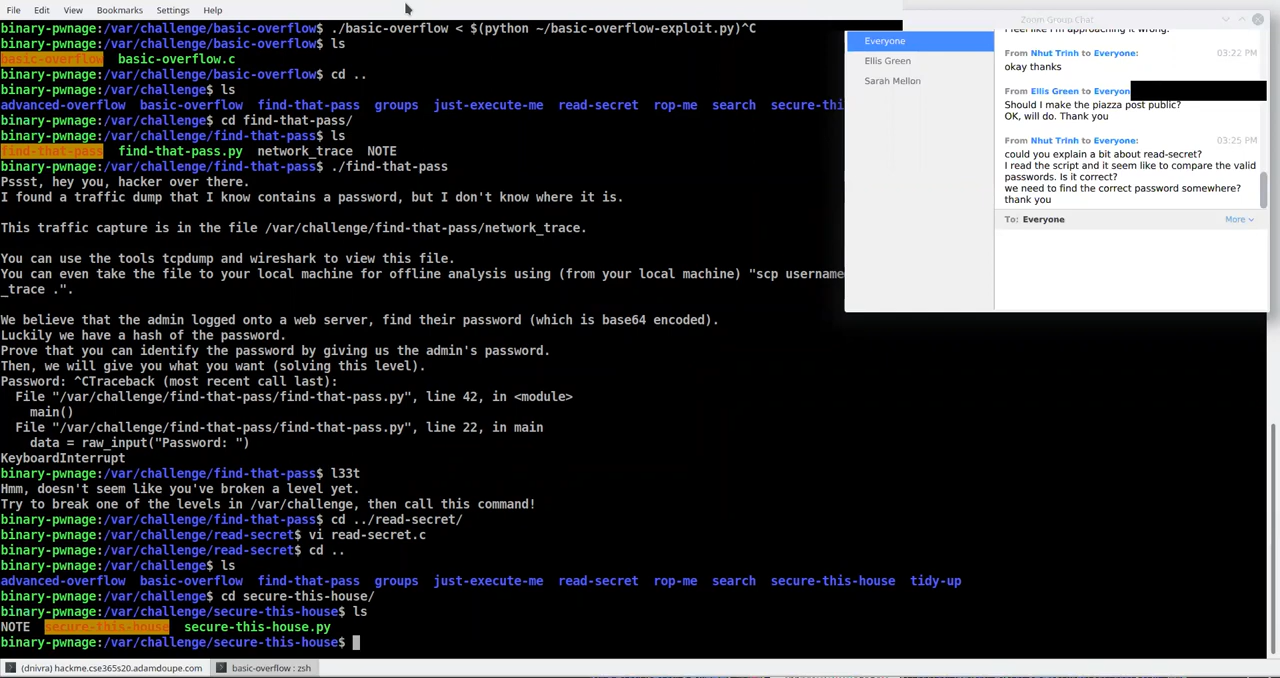 File Edit View Bookmarks Settings Help
binary-pwnage:/var/challenge/basic-overflow$ ./basic-overflow < $(python ~/basic-overflow-exploit.py)^C
binary-pwnage:/var/challenge/basic-overflow$ ls
basic-overflow basic-overflow.c
binary-pwnage:/var/challenge/basic-overflow$ cd ..
binary-pwnage:/var/challenge$ ls
advanced-overflow basic-overflow find-that-pass groups just-execute-me read-secret rop-me search secure-this
binary-pwnage:/var/challenge$ cd find-that-pass/
binary-pwnage:/var/challenge/find-that-pass$ ls
find-that-pass find-that-pass.py network_trace NOTE
binary-pwnage:/var/challenge/find-that-pass$ ./find-that-pass
Pssst, hey you, hacker over there.
I found a traffic dump that I know contains a password, but I don't know where it is.
This traffic capture is in the file /var/challenge/find-that-pass/network_trace.
You can use the tools tcpdump and wireshark to view this file.
You can even take the file to your local machine for offline analysis using (from your local machine) "scp username
_trace .".
We believe that the admin logged onto a web server, find their password (which is base64 encoded).
Luckily we have a hash of the password.
Prove that you can identify the password by giving us the admin's password.
Then, we will give you what you want (solving this level).
Password: ^CTraceback (most recent call last):
File "/var/challenge/find-that-pass/find-that-pass.py", line 42, in <module>
main()
File "/var/challenge/find-that-pass/find-that-pass.py", line 22, in main
data = raw_input("Password: ")
KeyboardInterrupt
binary-pwnage:/var/challenge/find-that-pass$ l33t
Hmm, doesn't seem like you've broken a level yet.
Try to break one of the levels in /var/challenge, then call this command!
binary-pwnage:/var/challenge/find-that-pass$ cd ../read-secret/
binary-pwnage:/var/challenge/read-secret$ vi read-secret.c
binary-pwnage:/var/challenge/read-secret$ cd ..
binary-pwnage:/var/challenge$ ls
advanced-overflow basic-overflow find-that-pass groups just-execute-me read-secret rop-me search secure-this-house tidy-up
binary-pwnage:/var/challenge$ cd secure-this-house/
binary-pwnage:/var/challenge/secure-this-house$ ls
NOTE secure-this-house secure-this-house.py
binary-pwnage:/var/challenge/secure-this-house$
(dnivra) hackme.cse365s20.adamdoupe.com basic-overflow : zsh
Zoom Group Chat
Everyone
Ellis Green
Sarah Mellon
I feel like I'm approaching it wrong.
From Nhut Trinh to Everyone: 03:22 PM
okay thanks
From Ellis Green to Everyon
Should I make the piazza post public?
OK, will do. Thank you
From Nhut Trinh to Everyone: 03:25 PM
could you explain a bit about read-secret?
I read the script and it seem like to compare the valid
passwords. Is it correct?
we need to find the correct password somewhere?
thank you
To: Everyone More